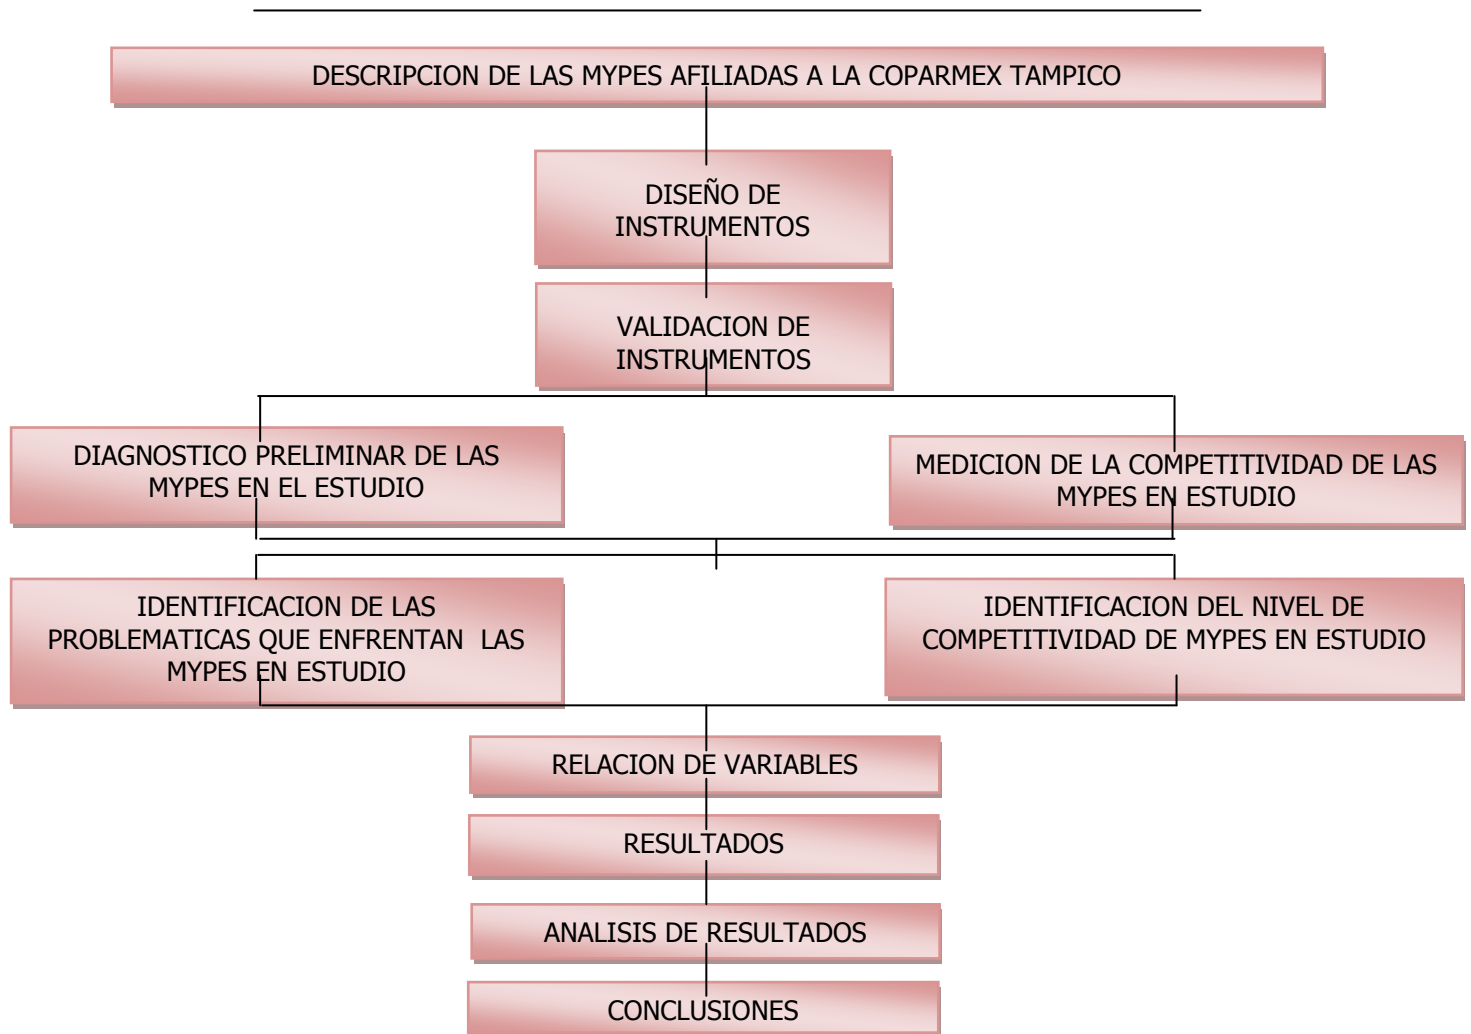 DESCRIPCION DE LAS MYPES AFILIADAS A LA COPARMEX TAMPICO
DISEÑO DE
INSTRUMENTOS
VALIDACION DE
INSTRUMENTOS
DIAGNOSTICO PRELIMINAR DE LAS
MYPES EN EL ESTUDIO
MEDICION DE LA COMPETITIVIDAD DE LAS
MYPES EN ESTUDIO
IDENTIFICACION DE LAS
PROBLEMATICAS QUE ENFRENTAN  LAS
MYPES EN ESTUDIO
IDENTIFICACION DEL NIVEL DE
COMPETITIVIDAD DE MYPES EN ESTUDIO
RELACION DE VARIABLES
RESULTADOS
ANALISIS DE RESULTADOS
CONCLUSIONES